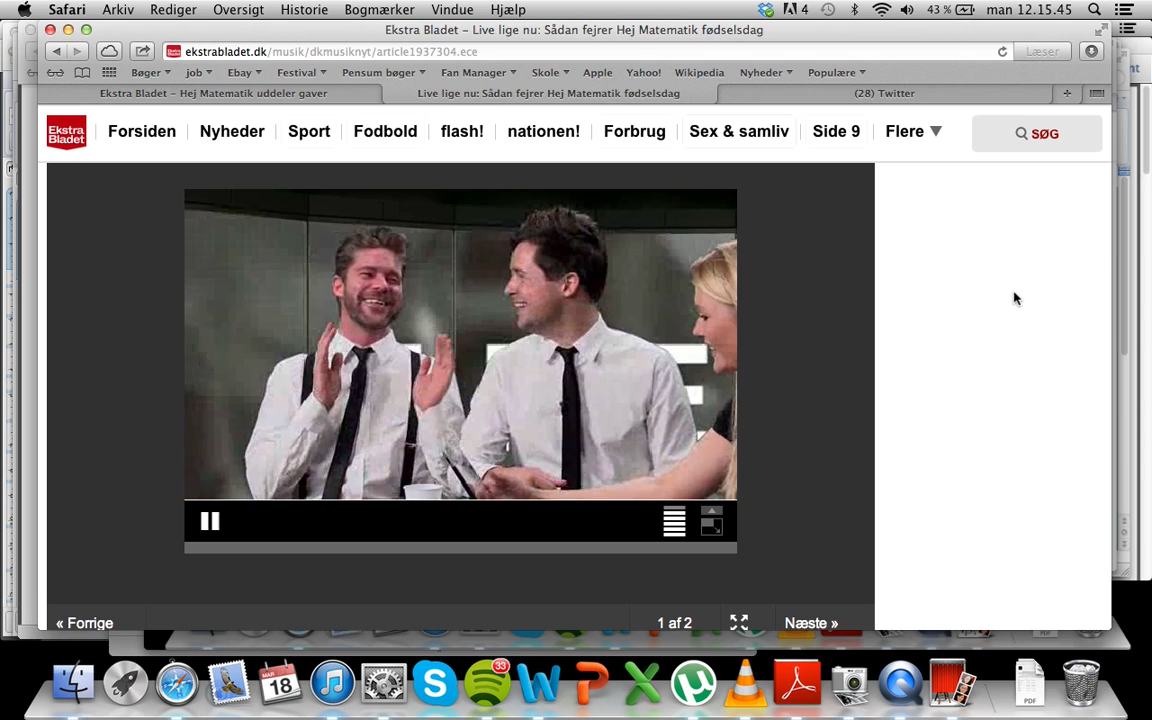 Safari Arkiv Rediger Oversigt Historie Bogmærker Vindue Hjælp 4 43 % man 12.15.45
Ekstra Bladet – Live lige nu: Sådan fejrer Hej Matematik fødselsdag
ekstrabladet.dk/musik/dkmusiknyt/article1937304.ece Læser
Bøger job Ebay Festival Pensum bøger Fan Manager Skole Apple Yahoo! Wikipedia Nyheder Populære
Ekstra Bladet – Hej Matematik uddeler gaver Live lige nu: Sådan fejrer Hej Matematik fødselsdag (28) Twitter
Ekstra Bladet Forsiden Nyheder Sport Fodbold flash! nationen! Forbrug Sex & samliv Side 9 Flere SØG
« Forrige 1 af 2 Næste »
MAR 18 33 PDF